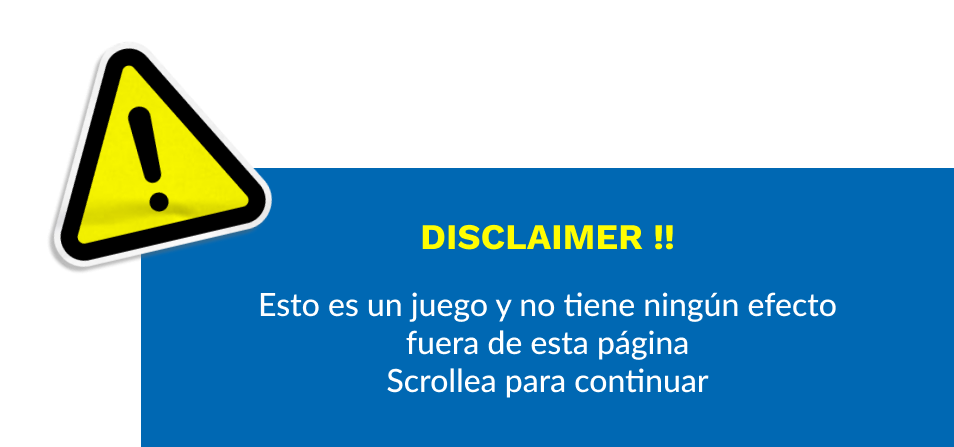 DISCLAIMER !!
Esto es un juego y no tiene ningún efecto
fuera de esta página
Scrollea para continuar